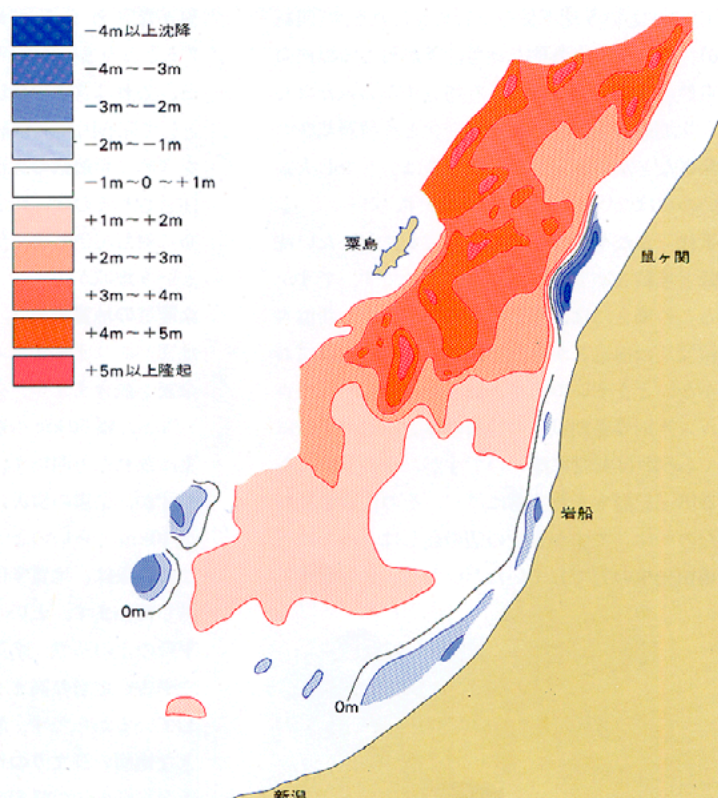 -4m以上沈降
-4m～-3m
-3m～-2m
-2m～-1m
-1m～0～+1m
+1m～+2m
+2m～+3m
+3m～+4m
+4m～+5m
+5m以上隆起
粟島
鼠ヶ関
岩船
0m
0m
新潟